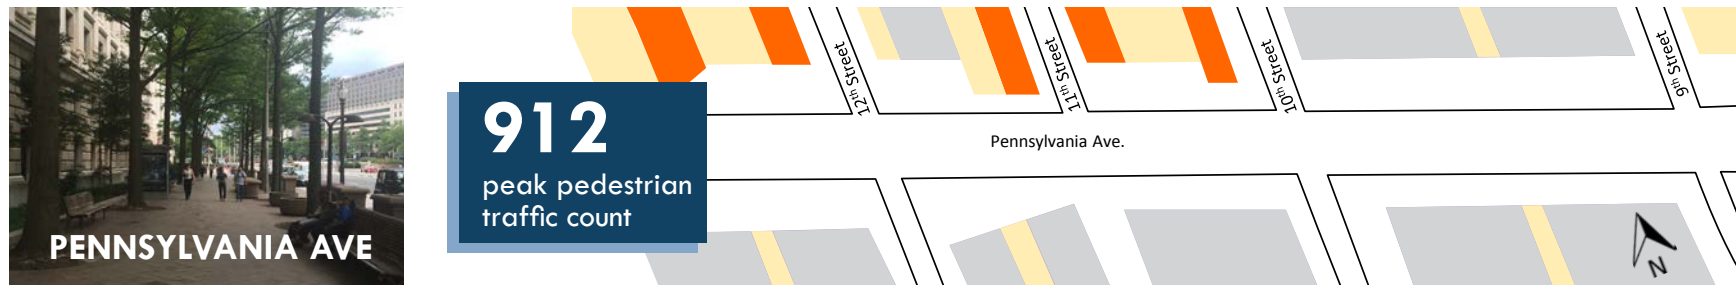 PENNSYLVANIA AVE
912
peak pedestrian
traffic count
12th Street
11th Street
10th Street
9th Street
Pennsylvania Ave.
N